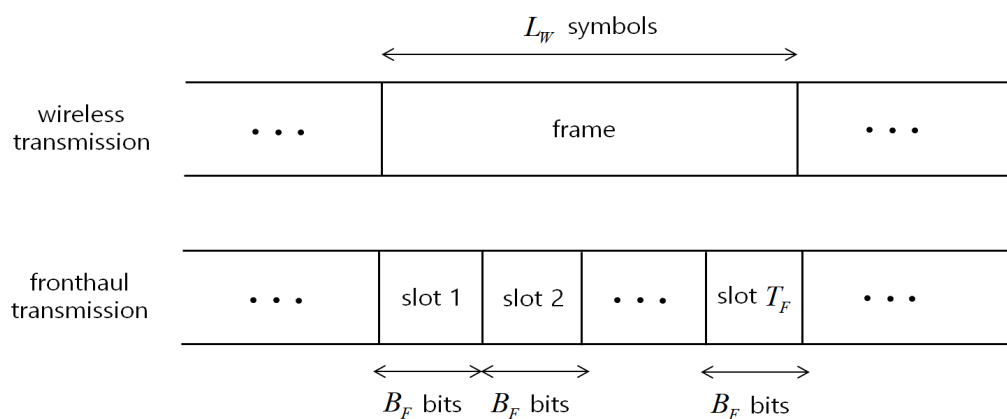 L_W symbols
wireless
transmission
• • •
frame
• • •
fronthaul
transmission
• • •
slot 1
slot 2
• • •
slot T_F
• • •
B_F bits
B_F bits
B_F bits